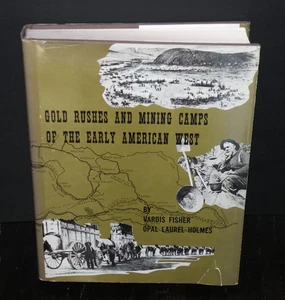 GOLD RUSHES AND MINING CAMPS
OF THE EARLY AMERICAN WEST
BY
VARDIS FISHER
OPAL LAUREL HOLMES